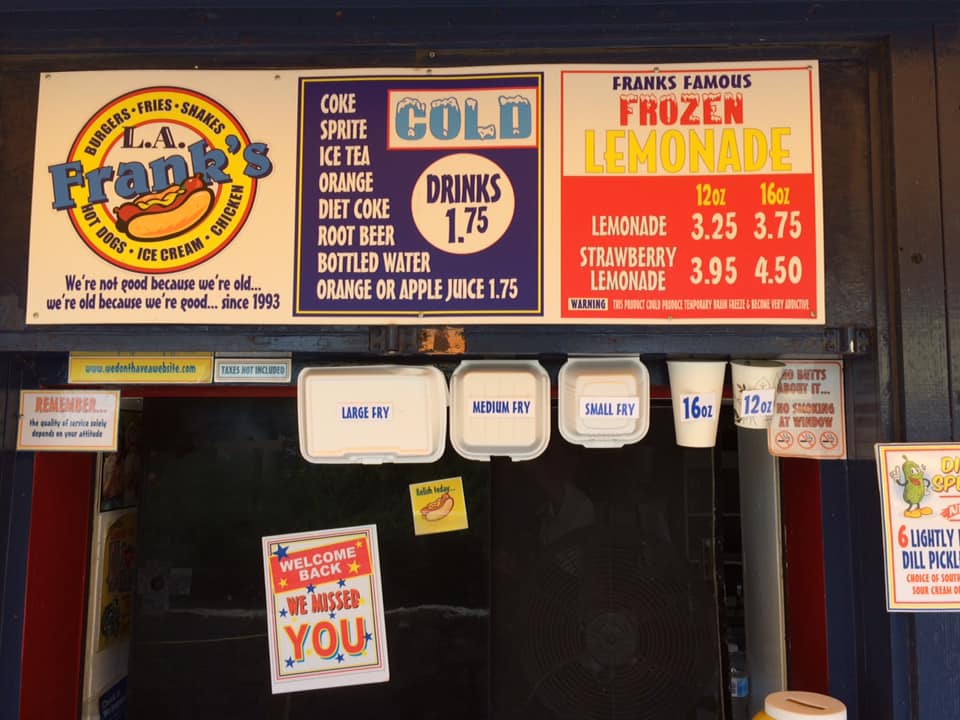 BURGERS • FRIES • SHAKES
L.A.
Frank's
HOT DOGS • ICE CREAM • CHICKEN
We're not good because we're old...
we're old because we're good... since 1993
COKE
SPRITE
ICE TEA
ORANGE
DIET COKE
ROOT BEER
BOTTLED WATER
ORANGE OR APPLE JUICE 1.75
COLD
DRINKS
1.75
FRANKS FAMOUS
FROZEN
LEMONADE
12OZ 16OZ
LEMONADE 3.25 3.75
STRAWBERRY
LEMONADE 3.95 4.50
WARNING THIS PRODUCT COULD PRODUCE TEMPORARY BRAIN FREEZE & BECOME VERY ADDICTIVE
www.wedonthaveawebsite.com
TAXES NOT INCLUDED
REMEMBER...
the quality of service solely
depends on your attitude
LARGE FRY
MEDIUM FRY
SMALL FRY
16OZ
12OZ
NO BUTTS
ABOUT IT...
NO SMOKING
AT WINDOW
Relish today...
WELCOME
BACK
WE MISSED
YOU
6 LIGHTLY
DILL PICKL
CHOICE OF SOUT
SOUR CREAM O